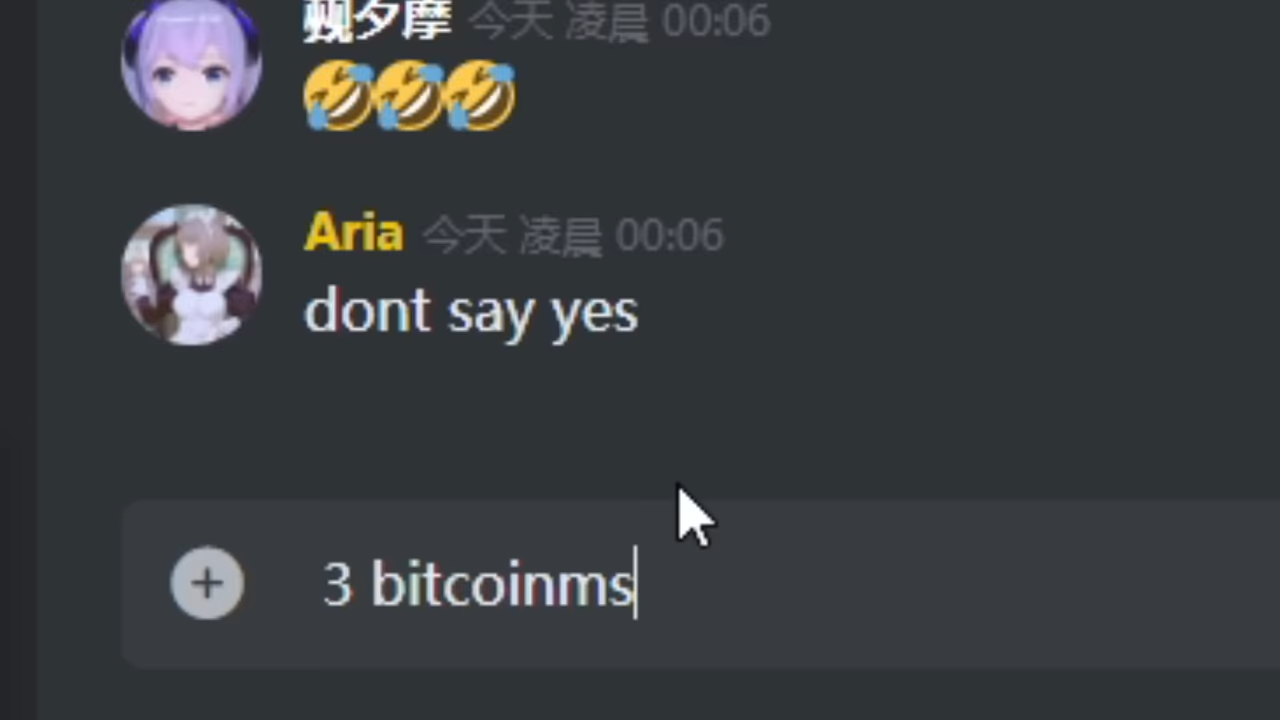 夕摩 今天 凌晨 00:06
🤣🤣🤣
Aria 今天 凌晨 00:06
dont say yes
3 bitcoinms